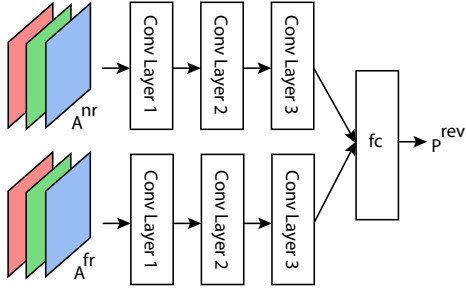 A^nr
Conv Layer 1
Conv Layer 2
Conv Layer 3
A^fr
Conv Layer 1
Conv Layer 2
Conv Layer 3
fc
P^rev